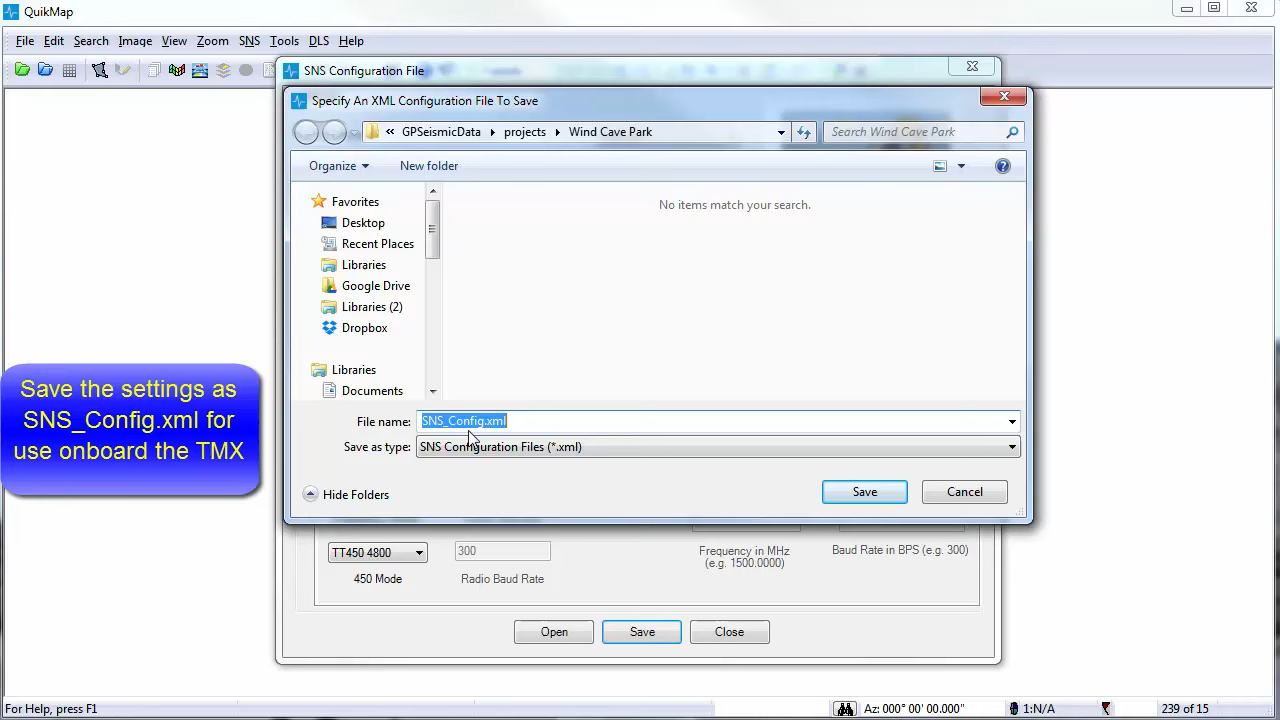 QuikMap
File Edit Search Image View Zoom SNS Tools DLS Help
SNS Configuration File
Specify An XML Configuration File To Save
« GPSeismicData projects Wind Cave Park
Search Wind Cave Park
Organize New folder
Favorites
Desktop
Recent Places
Libraries
Google Drive
Libraries (2)
Dropbox
Libraries
Documents
No items match your search.
Save the settings as
SNS_Config.xml for
use onboard the TMX
File name: SNS_Config.xml
Save as type: SNS Configuration Files (*.xml)
Hide Folders Save Cancel
TT450 4800
300
450 Mode
Radio Baud Rate
Frequency in MHz
(e.g. 1500.0000)
Baud Rate in BPS (e.g. 300)
Open Save Close
For Help, press F1
Az: 000° 00' 00.000"
1:N/A
239 of 15